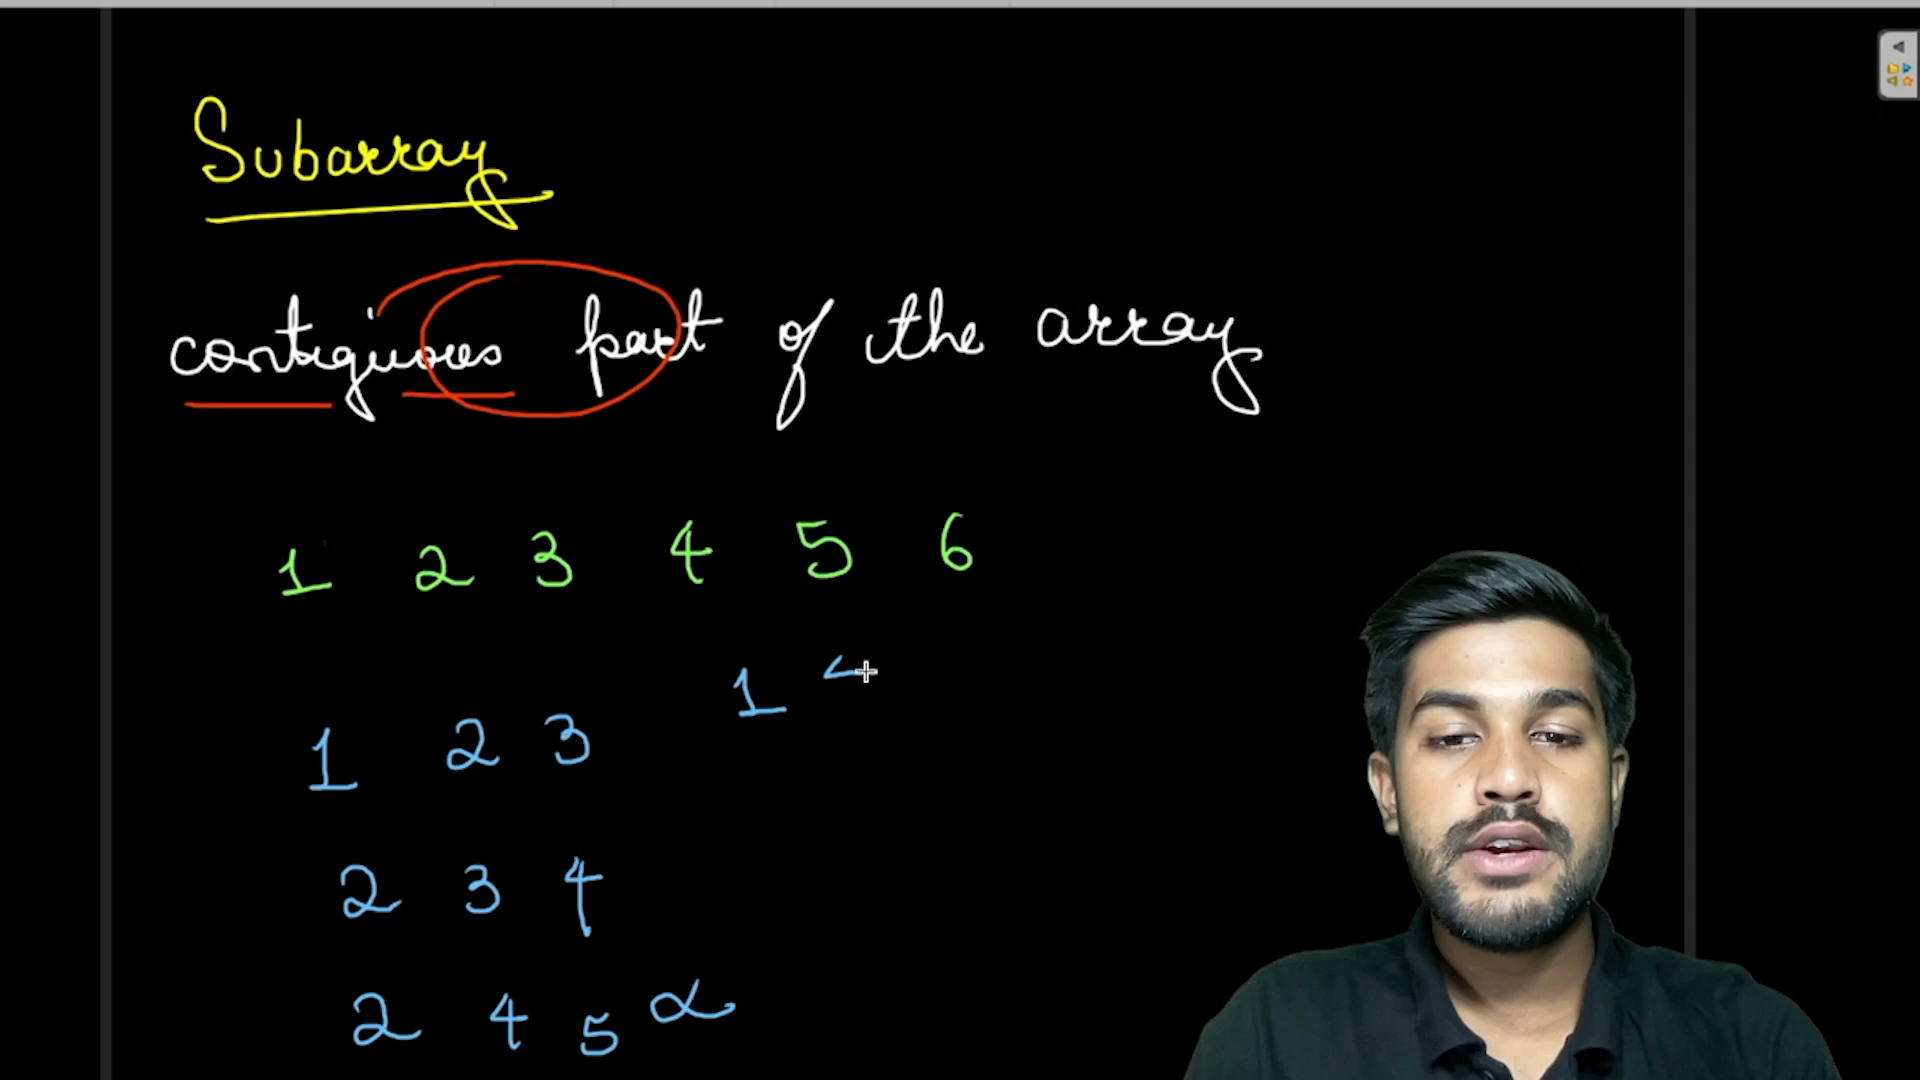 Subarray
contiguous part of the array
1 2 3 4 5 6
1
1 2 3
2 3 4
2 4 5